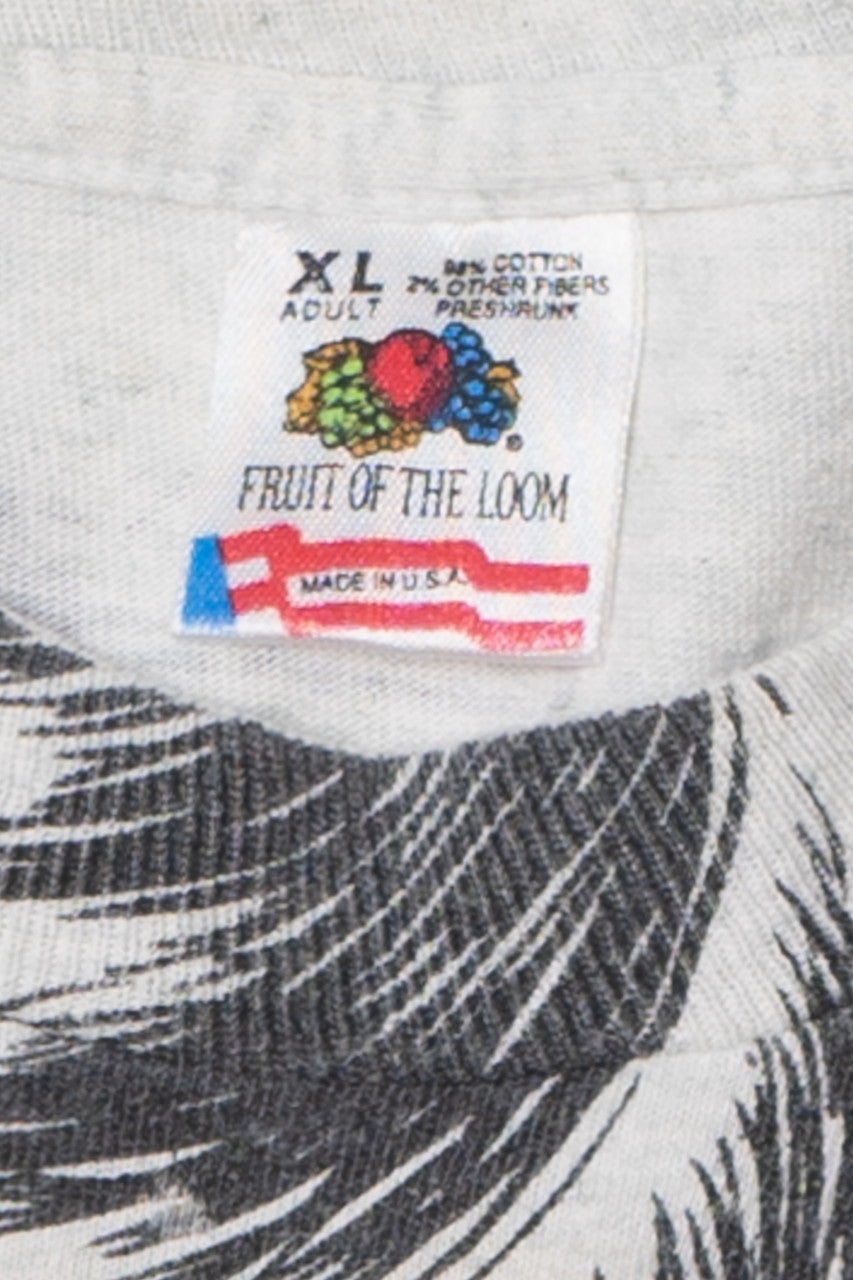 XL
ADULT
98% COTTON
2% OTHER FIBERS
PRESHRUNK
®
FRUIT OF THE LOOM
MADE IN U.S.A.